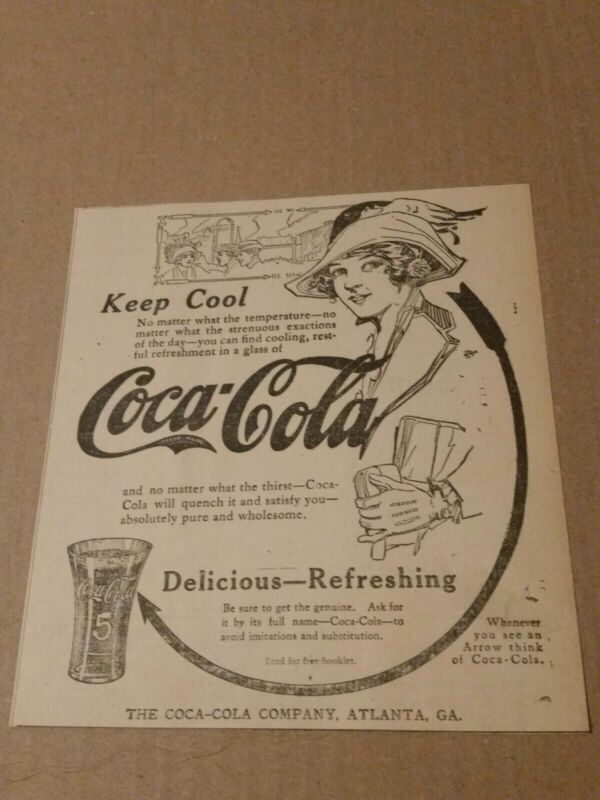 Keep Cool
No matter what the temperature—no
matter what the strenuous exactions
of the day—you can find cooling, rest-
ful refreshment in a glass of
Coca-Cola
TRADE MARK
and no matter what the thirst—Coca-
Cola will quench it and satisfy you—
absolutely pure and wholesome.
Delicious—Refreshing
Be sure to get the genuine. Ask for
it by its full name—Coca-Cola—to
avoid imitations and substitution.
Send for free booklet.
DRINK
Coca-Cola
5
Whenever
you see an
Arrow think
of Coca-Cola.
THE COCA-COLA COMPANY, ATLANTA, GA.